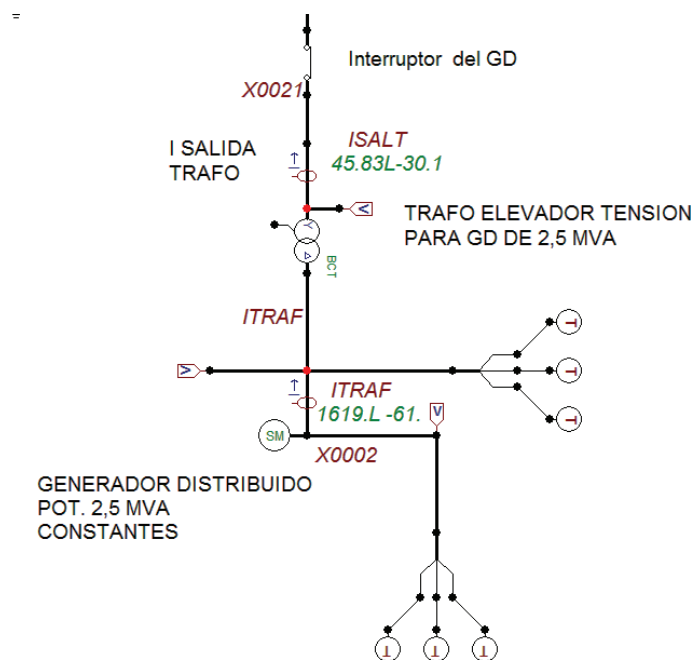 Interruptor del GD
X0021
ISALT
45.83L-30.1
I SALIDA
TRAFO
I
V
TRAFO ELEVADOR TENSION
PARA GD DE 2,5 MVA
Y
Δ
BCT
ITRAF
T
V
T
T
ITRAF
1619.L -61.
I
V
SM
X0002
GENERADOR DISTRIBUIDO
POT. 2,5 MVA
CONSTANTES
T
T
T